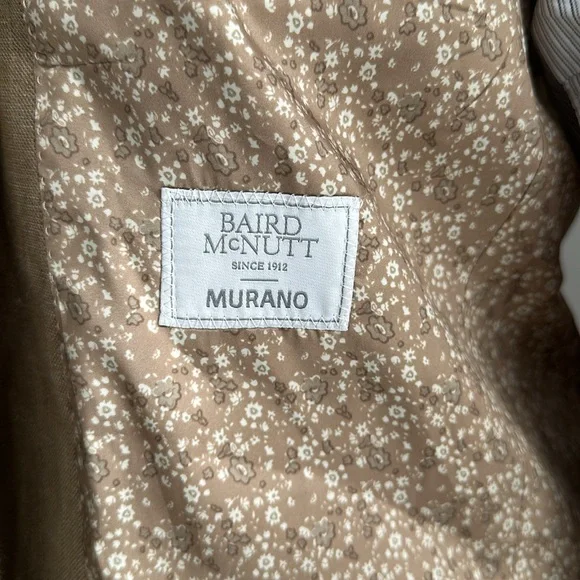 BAIRD
McNUTT
SINCE 1912
MURANO